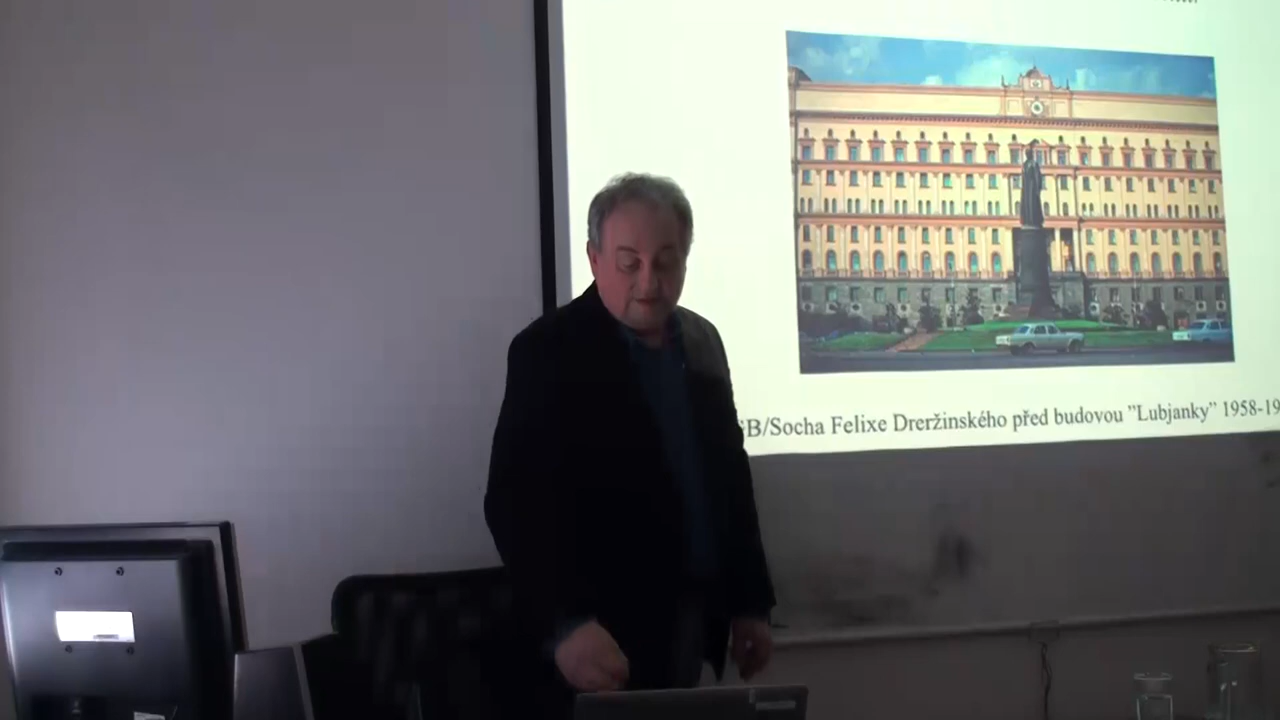 /Socha Felixe Dreržinského před budovou ”Lubjanky” 1958-19